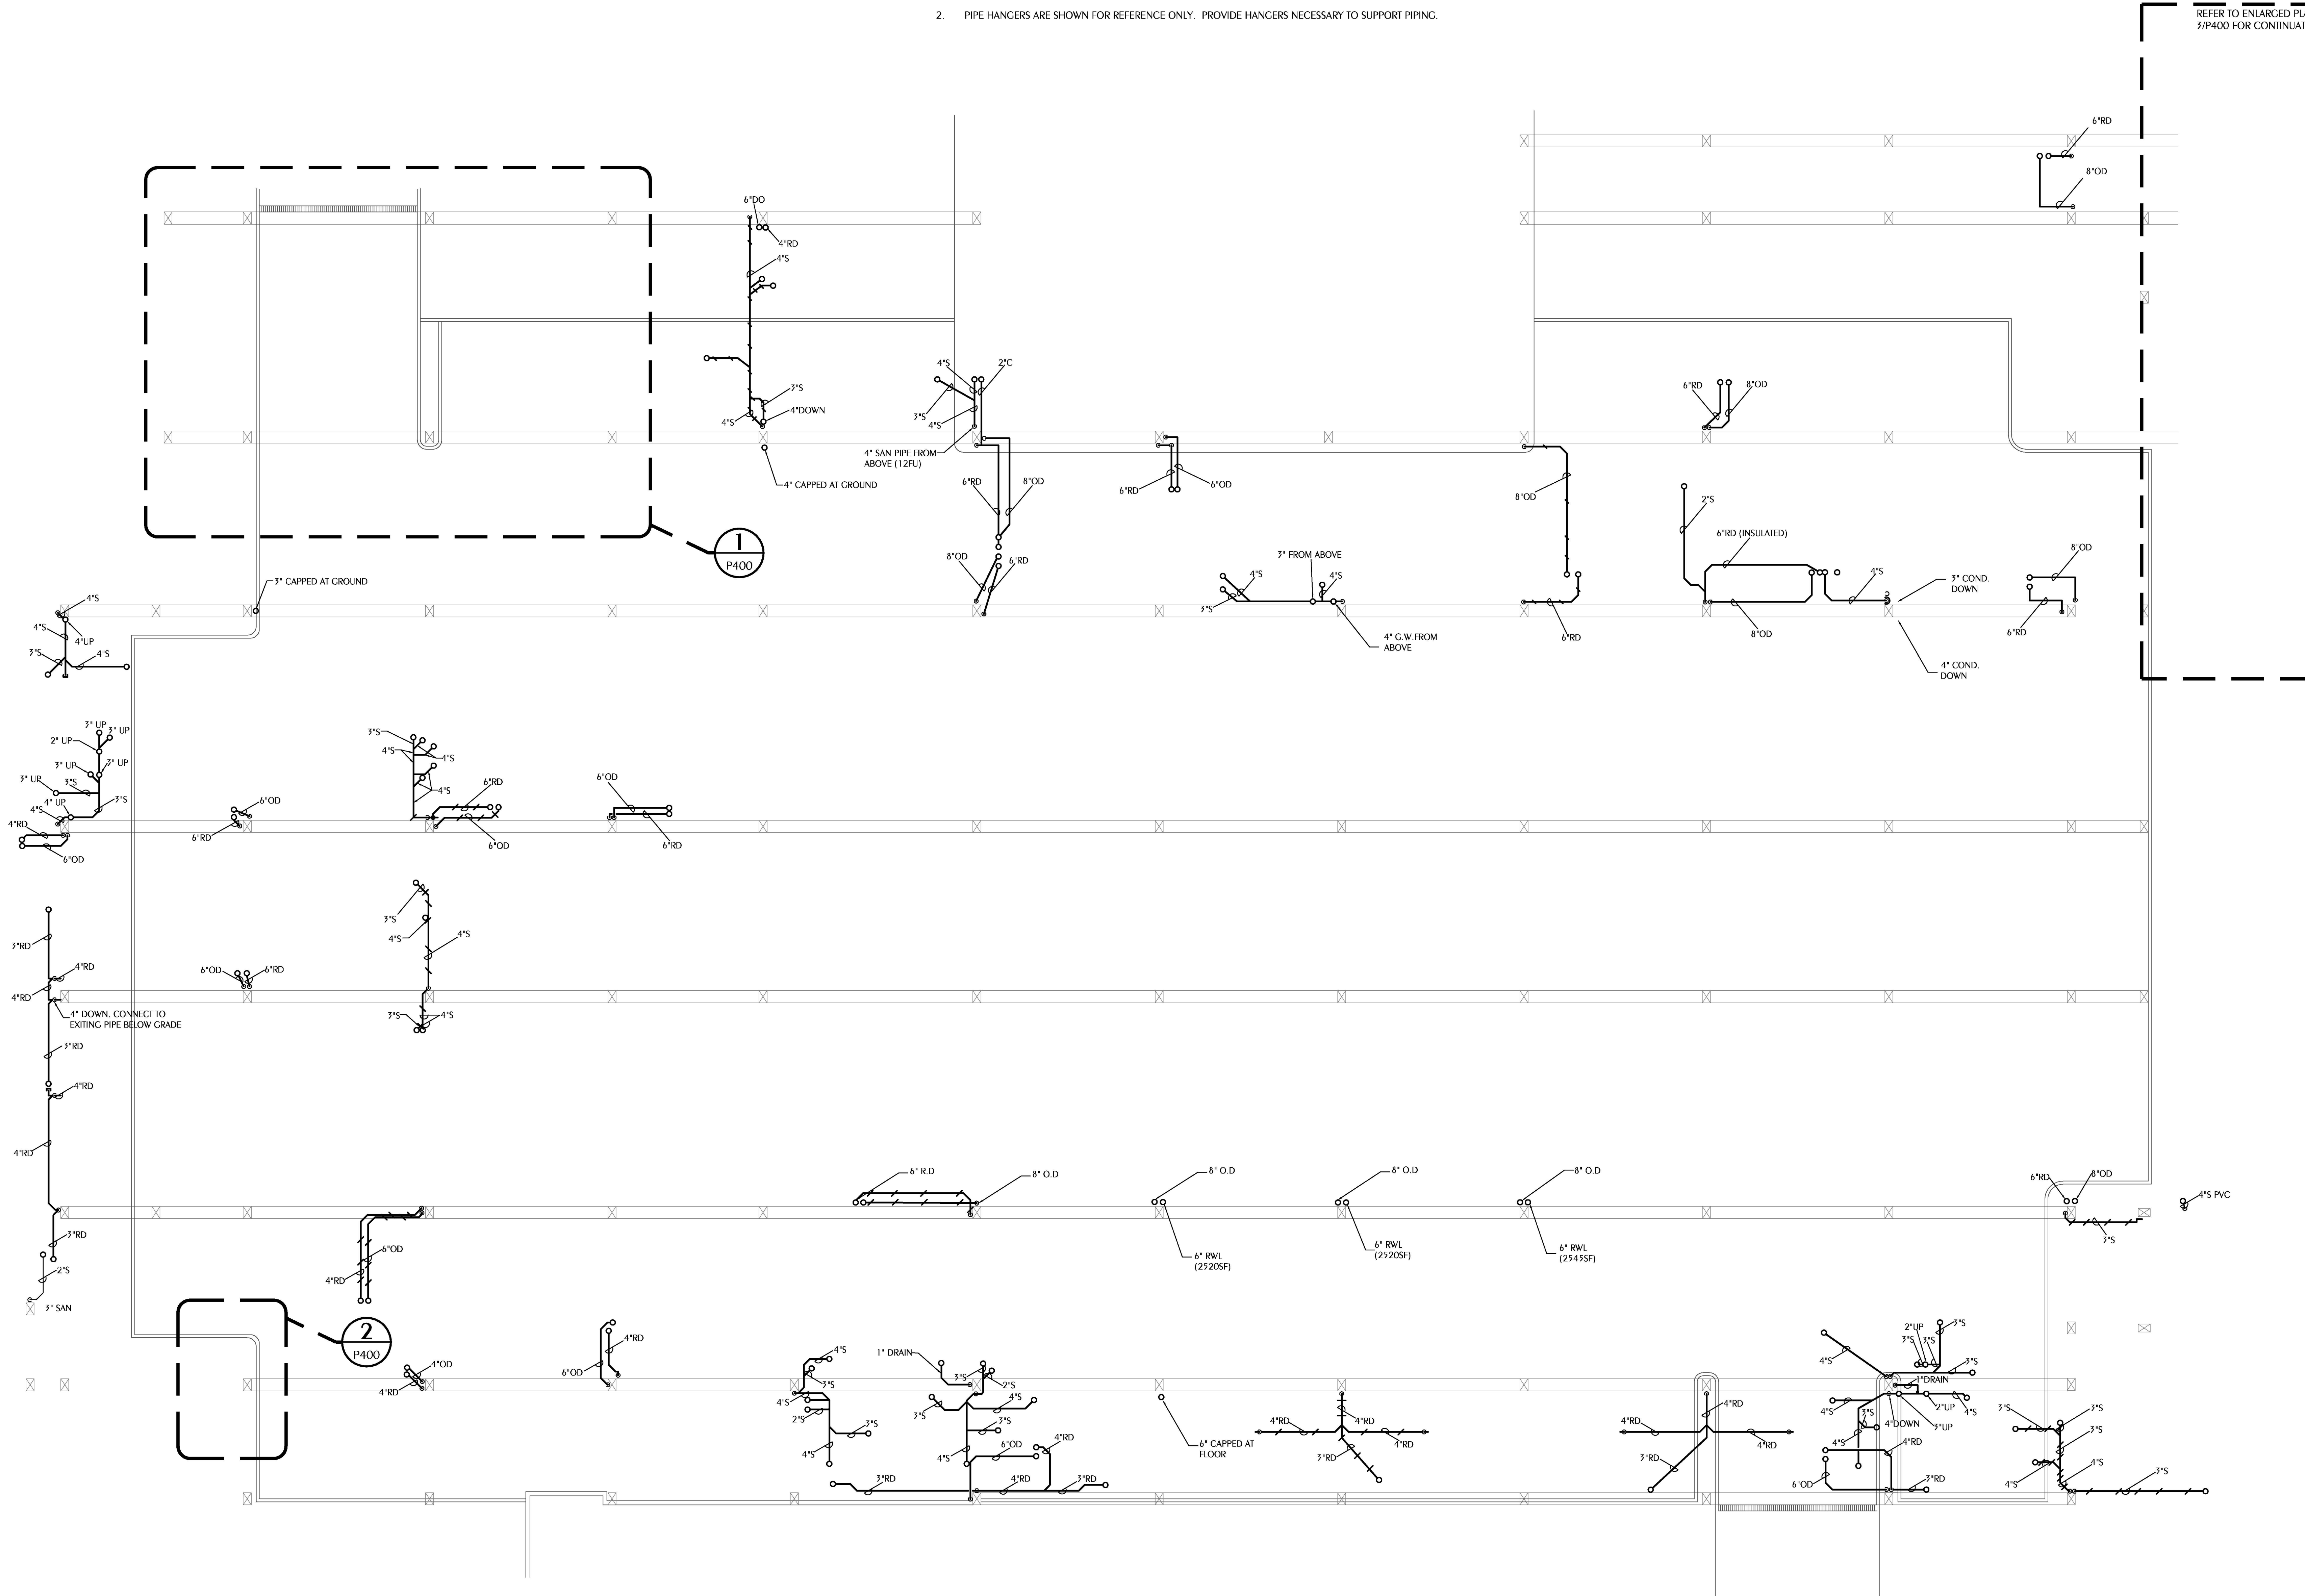 2. PIPE HANGERS ARE SHOWN FOR REFERENCE ONLY. PROVIDE HANGERS NECESSARY TO SUPPORT PIPING.
REFER TO ENLARGED PL
3/P400 FOR CONTINUAT
6"RD
8"OD
6"DO
4"RD
4"S
3"S
4"DOWN
4"S
4" CAPPED AT GROUND
4"S
2"C
3"S
4"S
4" SAN PIPE FROM
ABOVE (12FU)
6"RD
8"OD
6"RD
6"OD
6"RD
8"OD
8"OD
2"S
6"RD (INSULATED)
1
P400
8"OD
6"RD
3" FROM ABOVE
4"S
4"S
3"S
4" G.W.FROM
ABOVE
6"RD
8"OD
4"S
3" COND.
DOWN
4" COND.
DOWN
8"OD
6"RD
3" CAPPED AT GROUND
4"S
4"S
4"UP
3"S
4"S
3" UP
3" UP
2" UP
3" UP
3" UP
3" UP
3"S
3"S
4" UP
4"S
4"RD
6"OD
6"OD
6"RD
3"S
4"S
4"S
4"S
6"RD
6"OD
6"OD
6"RD
3"S
4"S
4"S
3"S
4"S
3"RD
4"RD
4"RD
6"OD
6"RD
4" DOWN. CONNECT TO
EXITING PIPE BELOW GRADE
3"RD
4"RD
4"RD
3"RD
2"S
3" SAN
6"OD
4"RD
6" R.D
8" O.D
8" O.D
6" RWL
(2520SF)
8" O.D
6" RWL
(2520SF)
8" O.D
6" RWL
(2545SF)
6"RD
8"OD
3"S
4"S PVC
2
P400
4"OD
4"RD
4"RD
6"OD
4"S
3"S
4"S
2"S
3"S
4"S
1" DRAIN
3"S
2"S
3"S
4"S
3"S
4"S
6"OD
4"RD
3"RD
4"RD
3"RD
6" CAPPED AT
FLOOR
4"RD
4"RD
4"RD
3"RD
4"RD
4"RD
4"RD
3"RD
2"UP
3"S
3"S
3"S
4"S
3"S
1"DRAIN
4"S
3"S
4"DOWN
2"UP
4"S
3"UP
4"S
4"RD
6"OD
3"RD
3"S
3"S
3"S
4"S
4"S
3"S